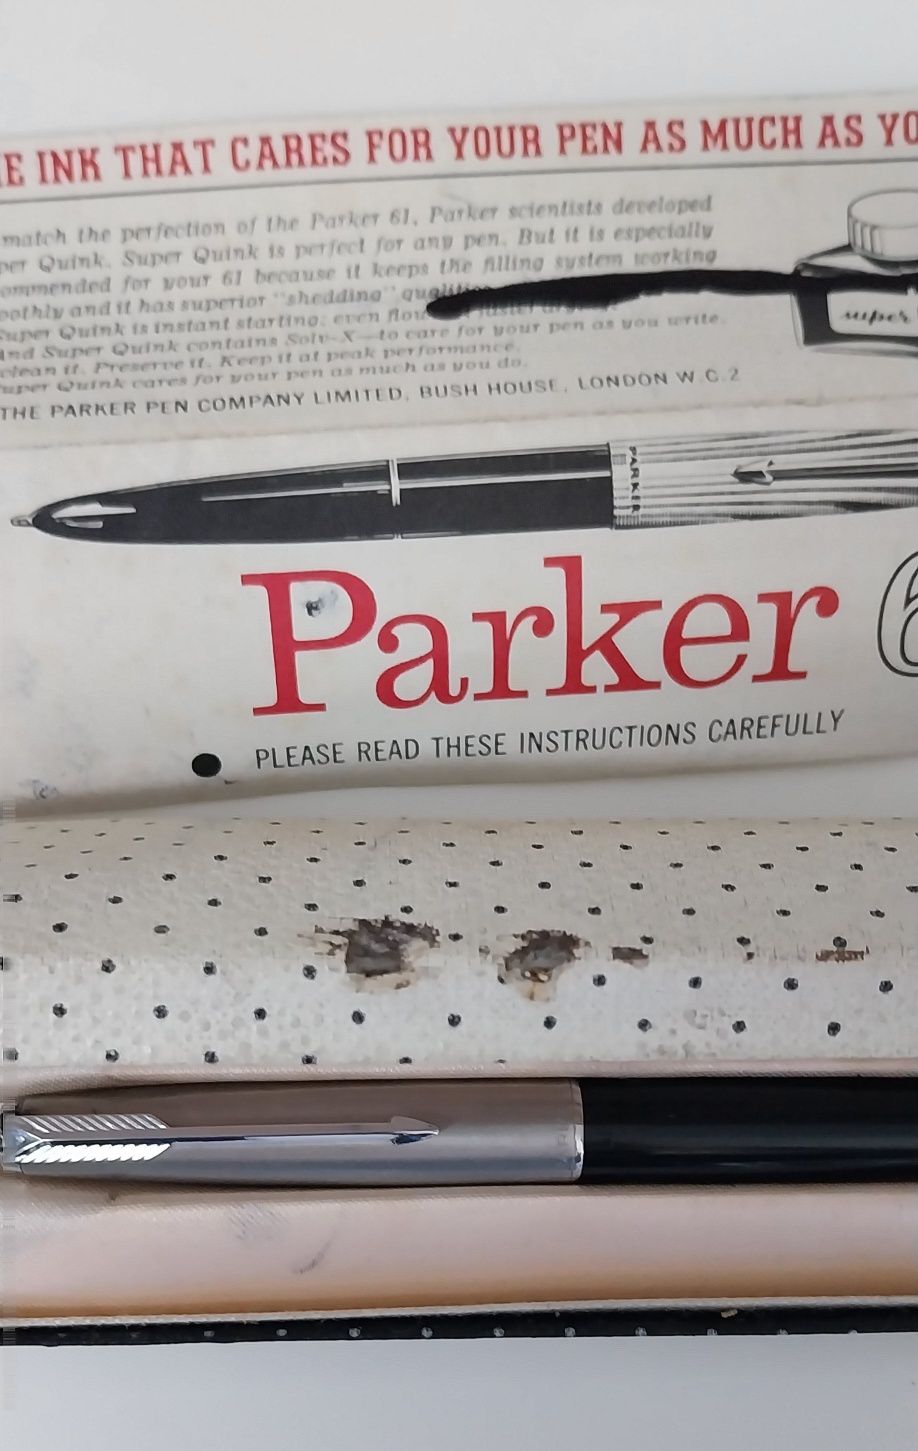 E INK THAT CARES FOR YOUR PEN AS MUCH AS YO
match the perfection of the Parker 61, Parker scientists developed
per Quink. Super Quink is perfect for any pen. But it is especially
ommended for your 61 because it keeps the filling system working
oothly and it has superior "shedding"
Super Quink is instant starting; even
And Super Quink contains Solv-X—to care for your pen as you write.
clean it. Preserve it. Keep it at peak performance.
Super Quink cares for your pen as much as you do.
THE PARKER PEN COMPANY LIMITED, BUSH HOUSE, LONDON W.C.2
super
PARKER
Parker 6
PLEASE READ THESE INSTRUCTIONS CAREFULLY